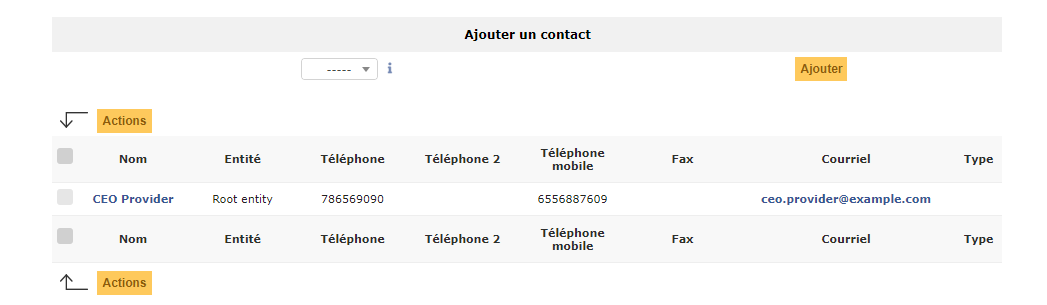 Ajouter un contact
-----
i
Ajouter
Actions
Nom Entité Téléphone Téléphone 2 Téléphone mobile Fax Courriel Type
CEO Provider Root entity 786569090 6556887609 ceo.provider@example.com
Nom Entité Téléphone Téléphone 2 Téléphone mobile Fax Courriel Type
Actions